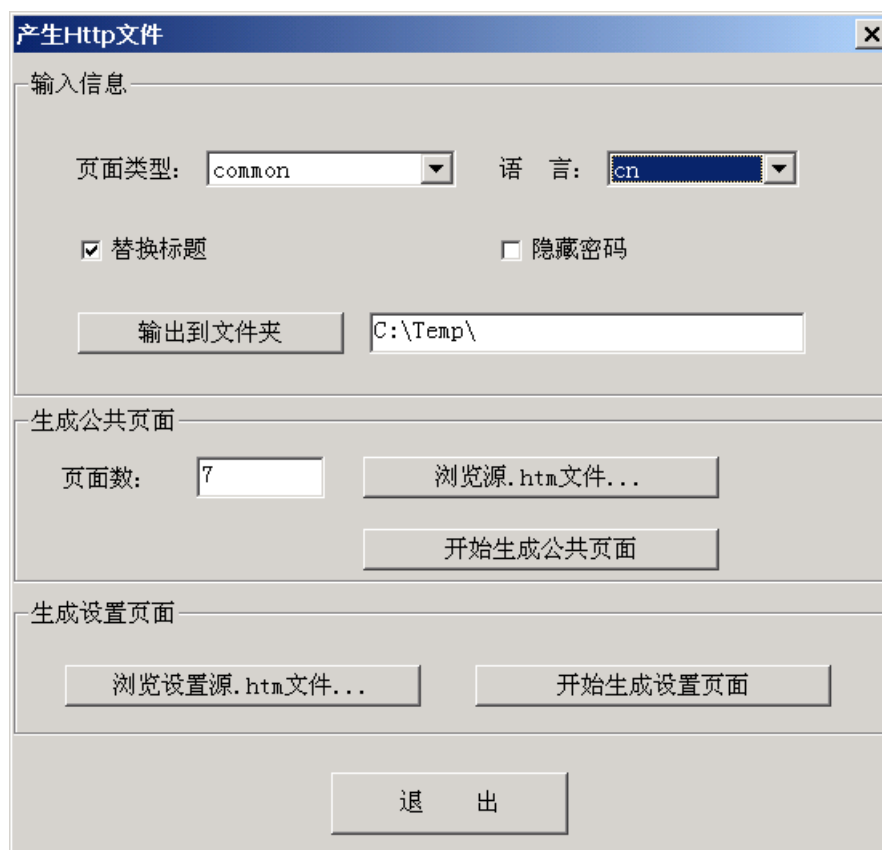 产生Http文件
输入信息
页面类型: common 语 言: cn
替换标题 隐藏密码
输出到文件夹 C:\Temp\
生成公共页面
页面数: 7 浏览源.htm文件...
开始生成公共页面
生成设置页面
浏览设置源.htm文件... 开始生成设置页面
退 出